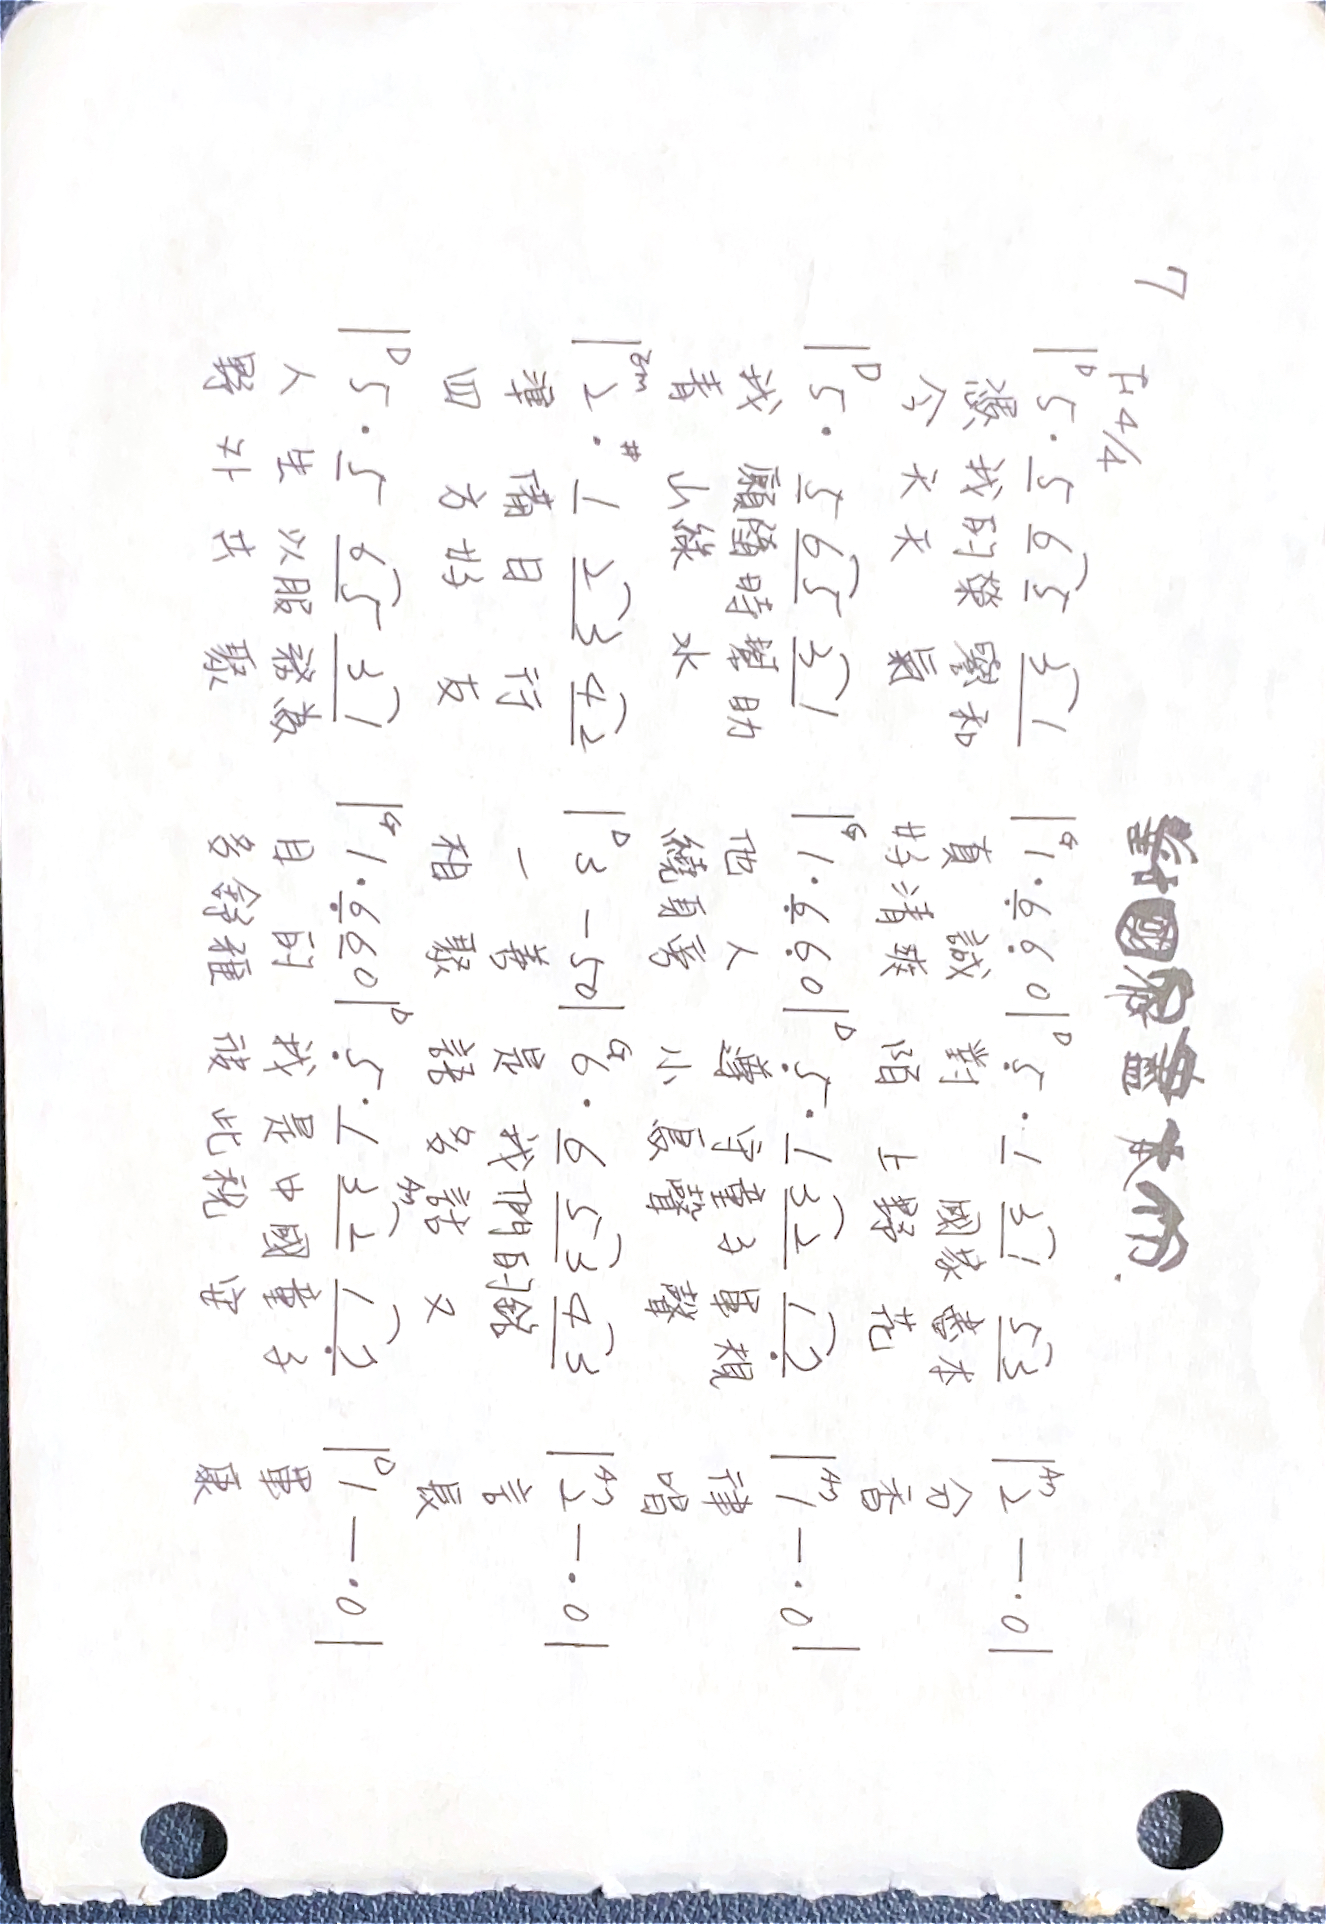 7 對國家盡本份.
F 4/4
|D 5 . 5 6 5 3 1 |G 1 . 6 6 0 |D 5 . 1 3 1 5 3 |A7 2 — . 0 |
憑我的榮譽和 真誠 對國家盡本 分
今天天氣 好清爽 陌上野花 香
|D 5 . 5 6 5 3 1 |G 1 . 6 6 0 |D 5 . 1 3 2 1 7 |A7 1 — . 0 |
我願隨時幫助 他人 遵守童子軍規 律
青山綠水 繞身旁 小鳥聲聲 唱
|Em 2 . # 1 2 3 4 2 |D 3 — 5 0 |G 6 . 6 5 3 4 3 |A7 2 — . 0 |
準備日行 一善 是我們的銘 言
四方好友 相聚 語多話又 長
|D 5 . 5 6 5 3 1 |G 1 . 6 6 0 |D 5 . 1 A7 3 2 1 7 |D 1 — . 0 |
人生以服務為 目的 我是中國童子 軍
野外共聚 多舒雅 彼此祝安 康